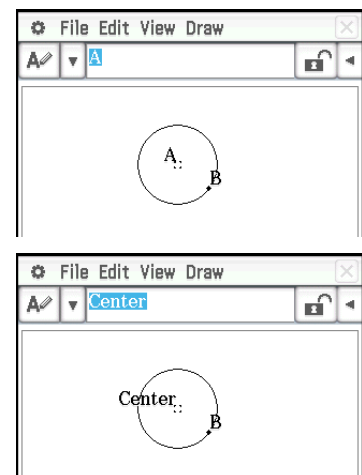 File Edit View Draw
A A
A
B
File Edit View Draw
A Center
Center
B